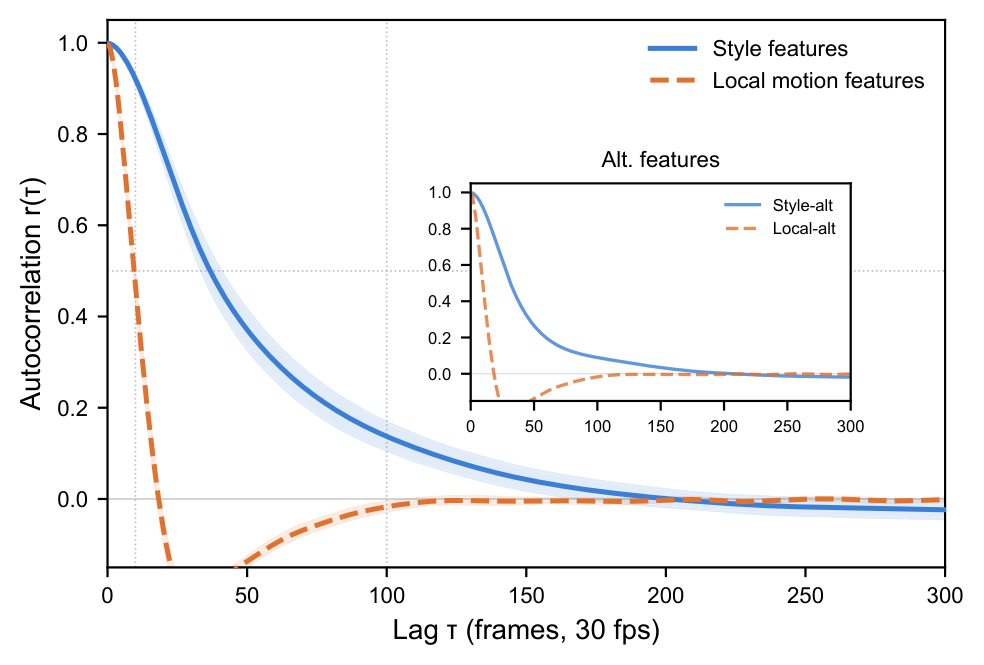 1.0
0.8
0.6
0.4
0.2
0.0
Autocorrelation r(τ)
Style features
Local motion features
Alt. features
1.0
0.8
0.6
0.4
0.2
0.0
Style-alt
Local-alt
0 50 100 150 200 250 300
0 50 100 150 200 250 300
Lag τ (frames, 30 fps)